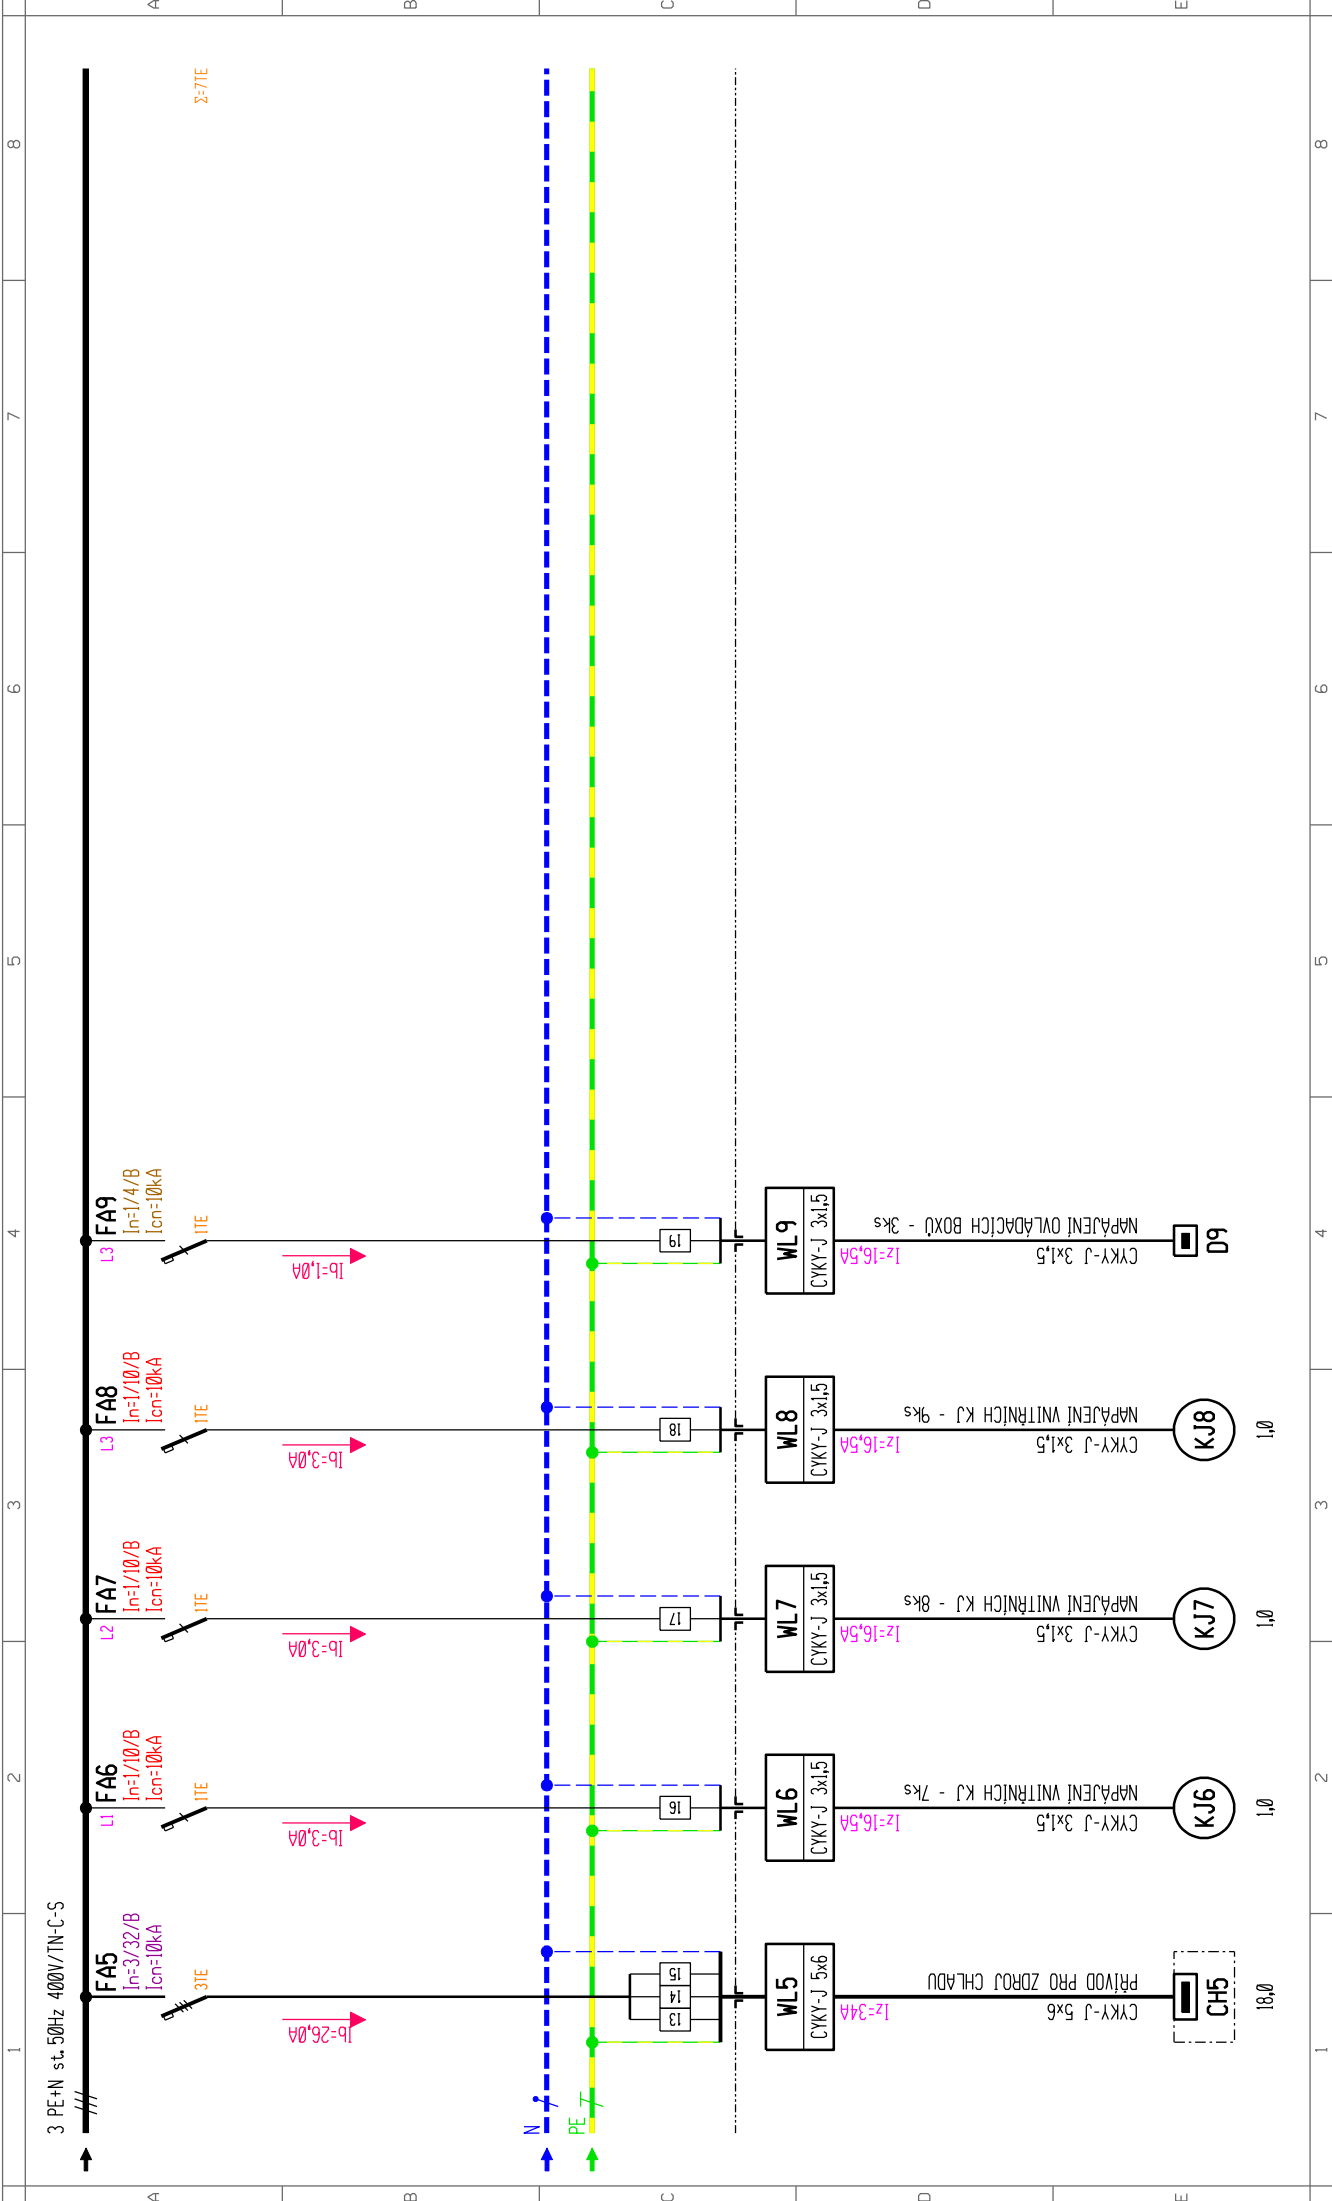 1
2
3
4
5
6
7
8
A
B
C
D
E
3 PE+N st. 50Hz 400V/TN-C-S
N
PE
FA5
In=3/32/B
Icn=10kA
3TE
Ib=26,0A
13
14
15
WL5
CYKY-J 5x6
Iz=34A
PŘÍVOD PRO ZDROJ CHLADU
CYKY-J 5x6
CH5
18,0
L1
FA6
In=1/10/B
Icn=10kA
1TE
Ib=3,0A
16
WL6
CYKY-J 3x1,5
Iz=16,5A
NAPÁJENÍ VNITŘNÍCH KJ - 7ks
CYKY-J 3x1,5
KJ6
1,0
L2
FA7
In=1/10/B
Icn=10kA
1TE
Ib=3,0A
17
WL7
CYKY-J 3x1,5
Iz=16,5A
NAPÁJENÍ VNITŘNÍCH KJ - 8ks
CYKY-J 3x1,5
KJ7
1,0
L3
FA8
In=1/10/B
Icn=10kA
1TE
Ib=3,0A
18
WL8
CYKY-J 3x1,5
Iz=16,5A
NAPÁJENÍ VNITŘNÍCH KJ - 9ks
CYKY-J 3x1,5
KJ8
1,0
L3
FA9
In=1/4/B
Icn=10kA
1TE
Ib=1,0A
19
WL9
CYKY-J 3x1,5
Iz=16,5A
NAPÁJENÍ OVLÁDACÍCH BOXŮ - 3ks
CYKY-J 3x1,5
D9
Σ=7TE
A
B
C
D
E
1
2
3
4
5
6
7
8